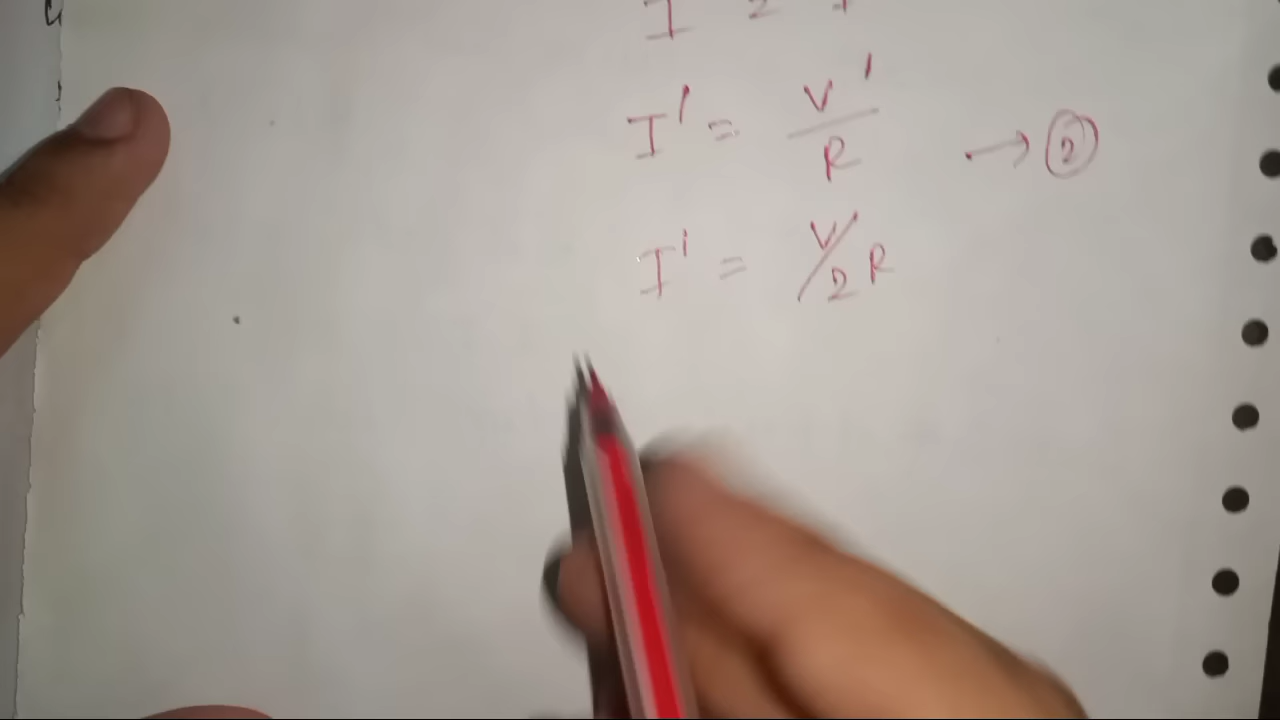 I' = V'/R → ②
I' = V/2 R